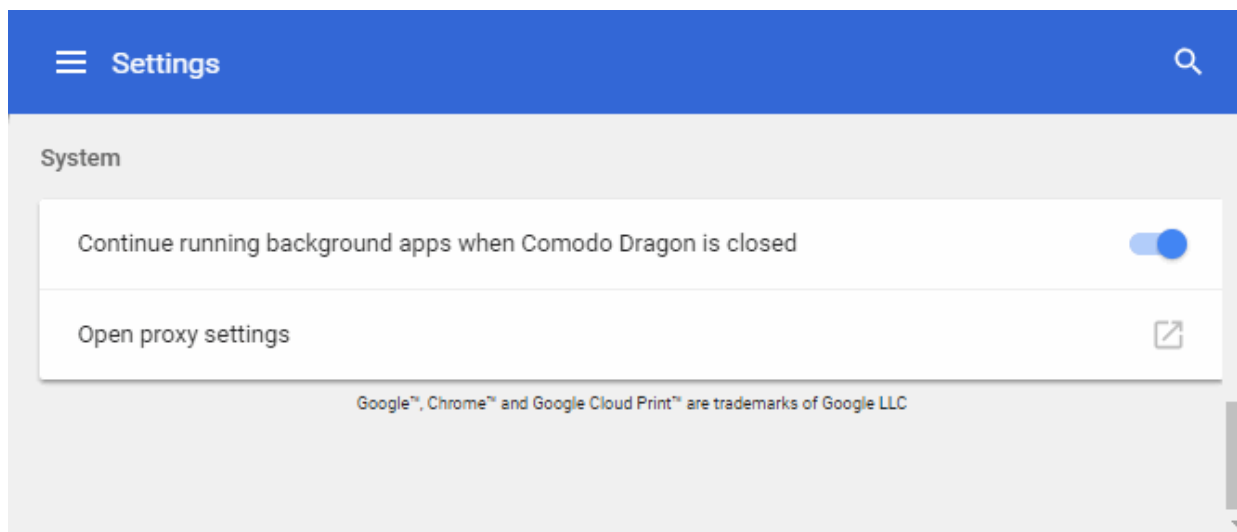 Settings
System
Continue running background apps when Comodo Dragon is closed
Open proxy settings
Google™, Chrome™ and Google Cloud Print™ are trademarks of Google LLC